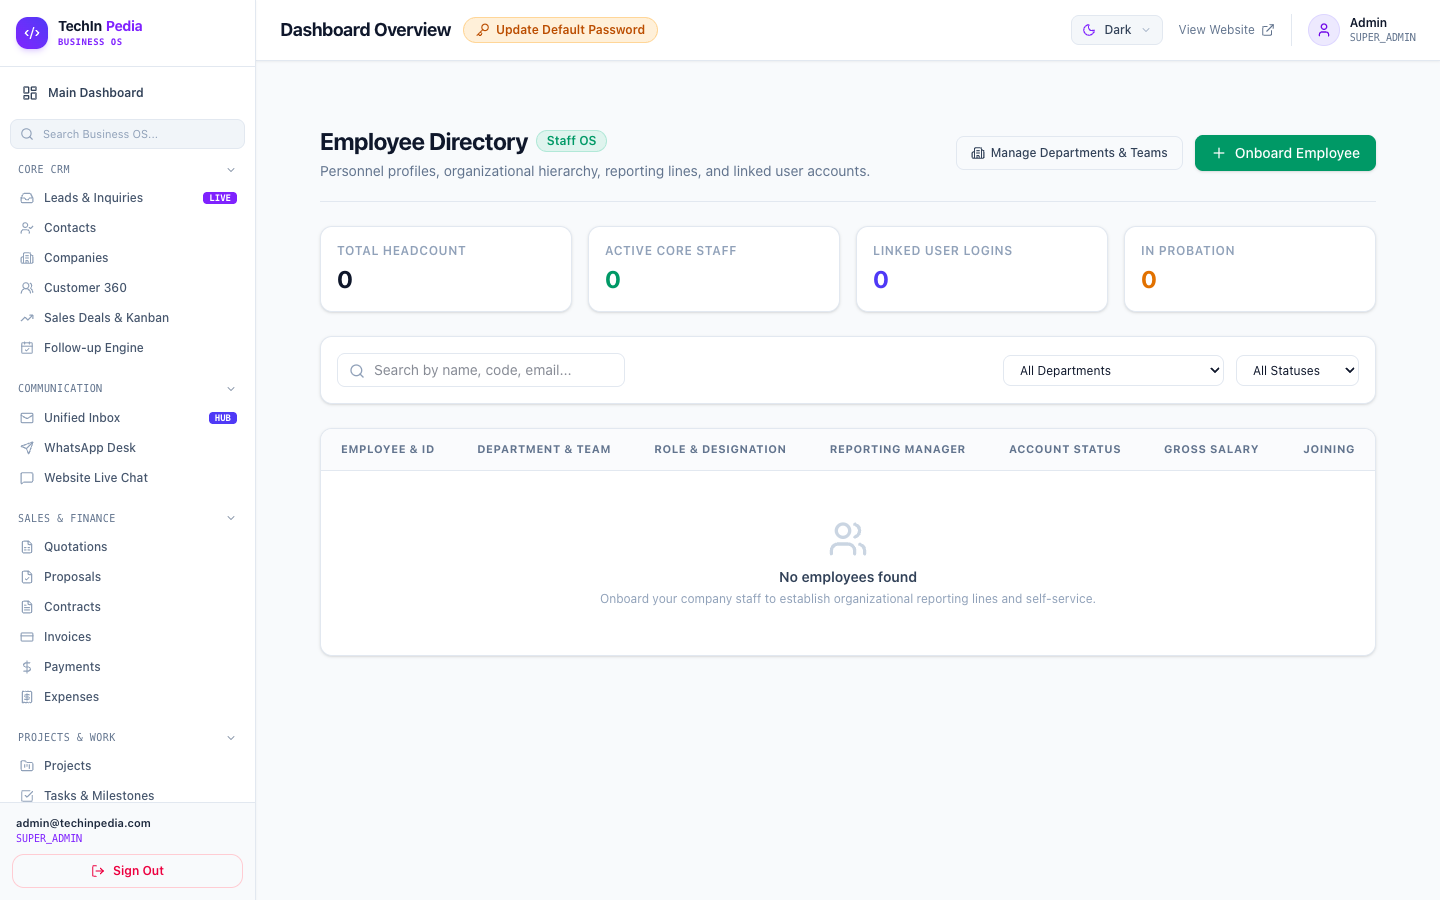 TechIn Pedia
BUSINESS OS
Main Dashboard
Search Business OS...
CORE CRM
Leads & Inquiries LIVE
Contacts
Companies
Customer 360
Sales Deals & Kanban
Follow-up Engine
COMMUNICATION
Unified Inbox HUB
WhatsApp Desk
Website Live Chat
SALES & FINANCE
Quotations
Proposals
Contracts
Invoices
Payments
Expenses
PROJECTS & WORK
Projects
Tasks & Milestones
admin@techinpedia.com
SUPER_ADMIN
Sign Out
Dashboard Overview Update Default Password Dark View Website Admin
SUPER_ADMIN
Employee Directory Staff OS
Personnel profiles, organizational hierarchy, reporting lines, and linked user accounts.
Manage Departments & Teams Onboard Employee
TOTAL HEADCOUNT
0
ACTIVE CORE STAFF
0
LINKED USER LOGINS
0
IN PROBATION
0
Search by name, code, email... All Departments All Statuses
EMPLOYEE & ID DEPARTMENT & TEAM ROLE & DESIGNATION REPORTING MANAGER ACCOUNT STATUS GROSS SALARY JOINING
No employees found
Onboard your company staff to establish organizational reporting lines and self-service.